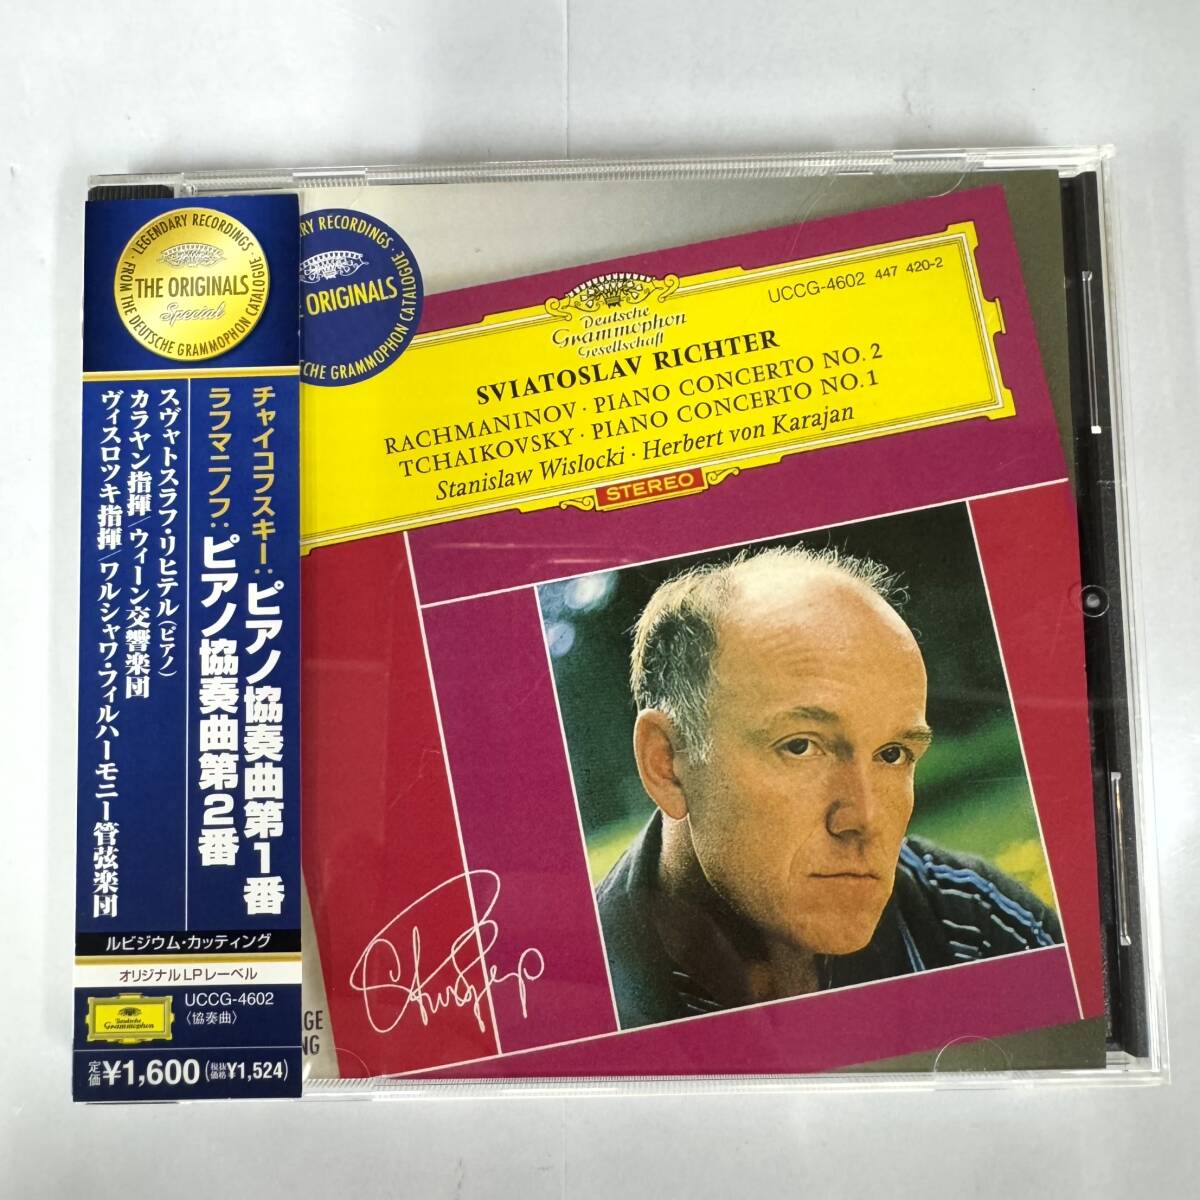 LEGENDARY RECORDINGS
THE ORIGINALS
Special
FROM THE DEUTSCHE GRAMMOPHON CATALOGUE
チャイコフスキー：ピアノ協奏曲第1番
ラフマニノフ：ピアノ協奏曲第2番
スヴャトスラフ・リヒテル(ピアノ)
カラヤン指揮/ウィーン交響楽団
ヴィスロツキ指揮/ワルシャワ・フィルハーモニー管弦楽団
ルビジウム・カッティング
オリジナルLPレーベル
Deutsche
Grammophon
UCCG-4602
〈協奏曲〉
定価¥1,600(税抜価格¥1,524)
RY RECORDINGS
E ORIGINALS
CHE GRAMMOPHON CATALOGUE
UCCG-4602 447 420-2
Deutsche
Grammophon
Gesellschaft
SVIATOSLAV RICHTER
RACHMANINOV · PIANO CONCERTO NO. 2
TCHAIKOVSKY · PIANO CONCERTO NO. 1
Stanislaw Wislocki · Herbert von Karajan
STEREO
GE
NG